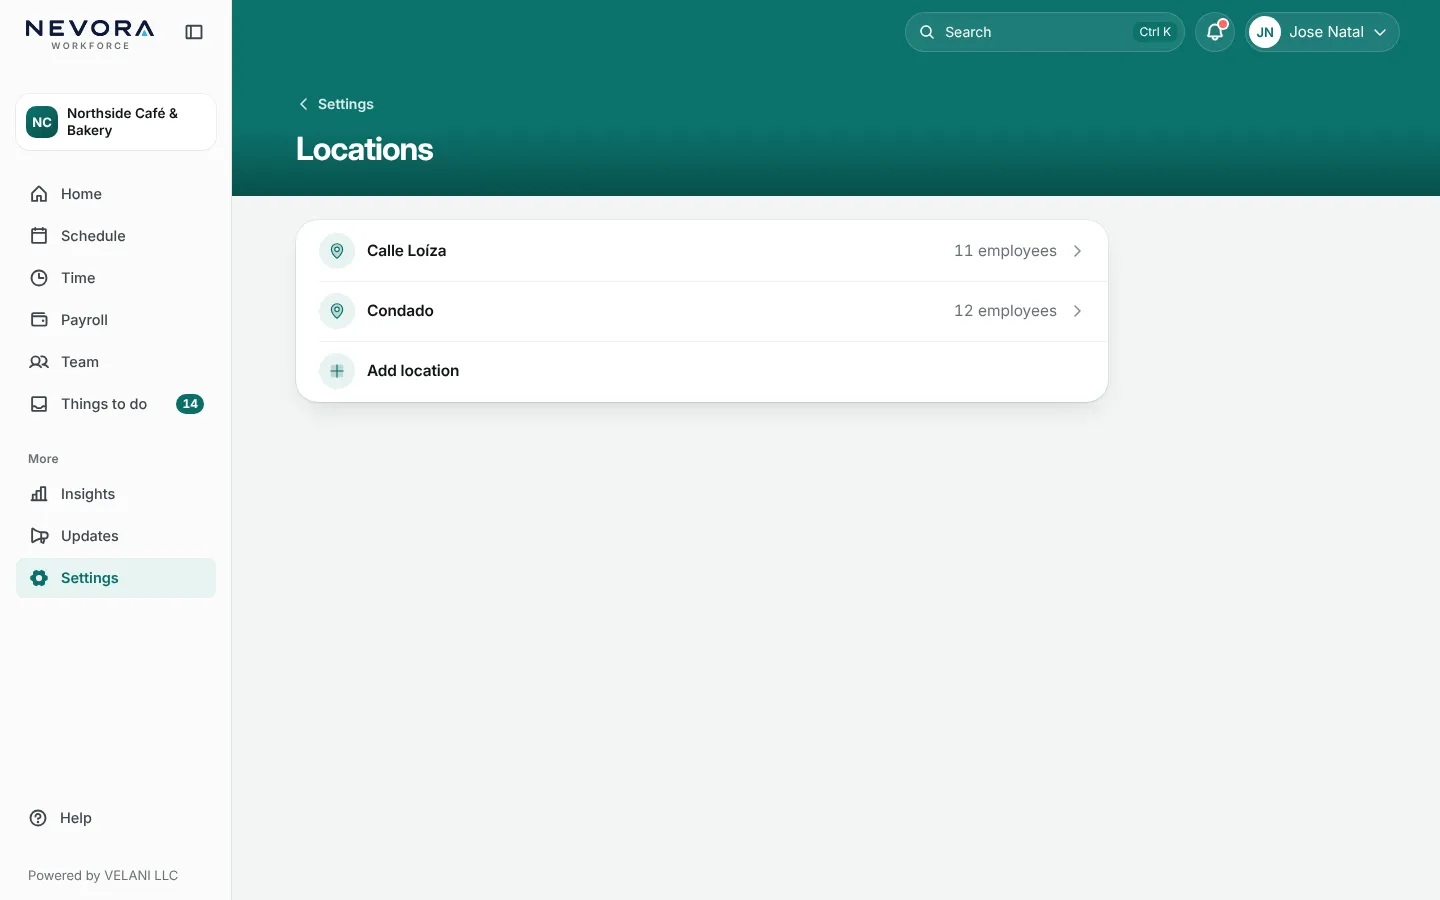 NEVORA
WORKFORCE
Search
Ctrl K
JN
Jose Natal
NC
Northside Café &
Bakery
Home
Schedule
Time
Payroll
Team
Things to do
14
More
Insights
Updates
Settings
Help
Powered by VELANI LLC
Settings
Locations
Calle Loíza
11 employees
Condado
12 employees
Add location